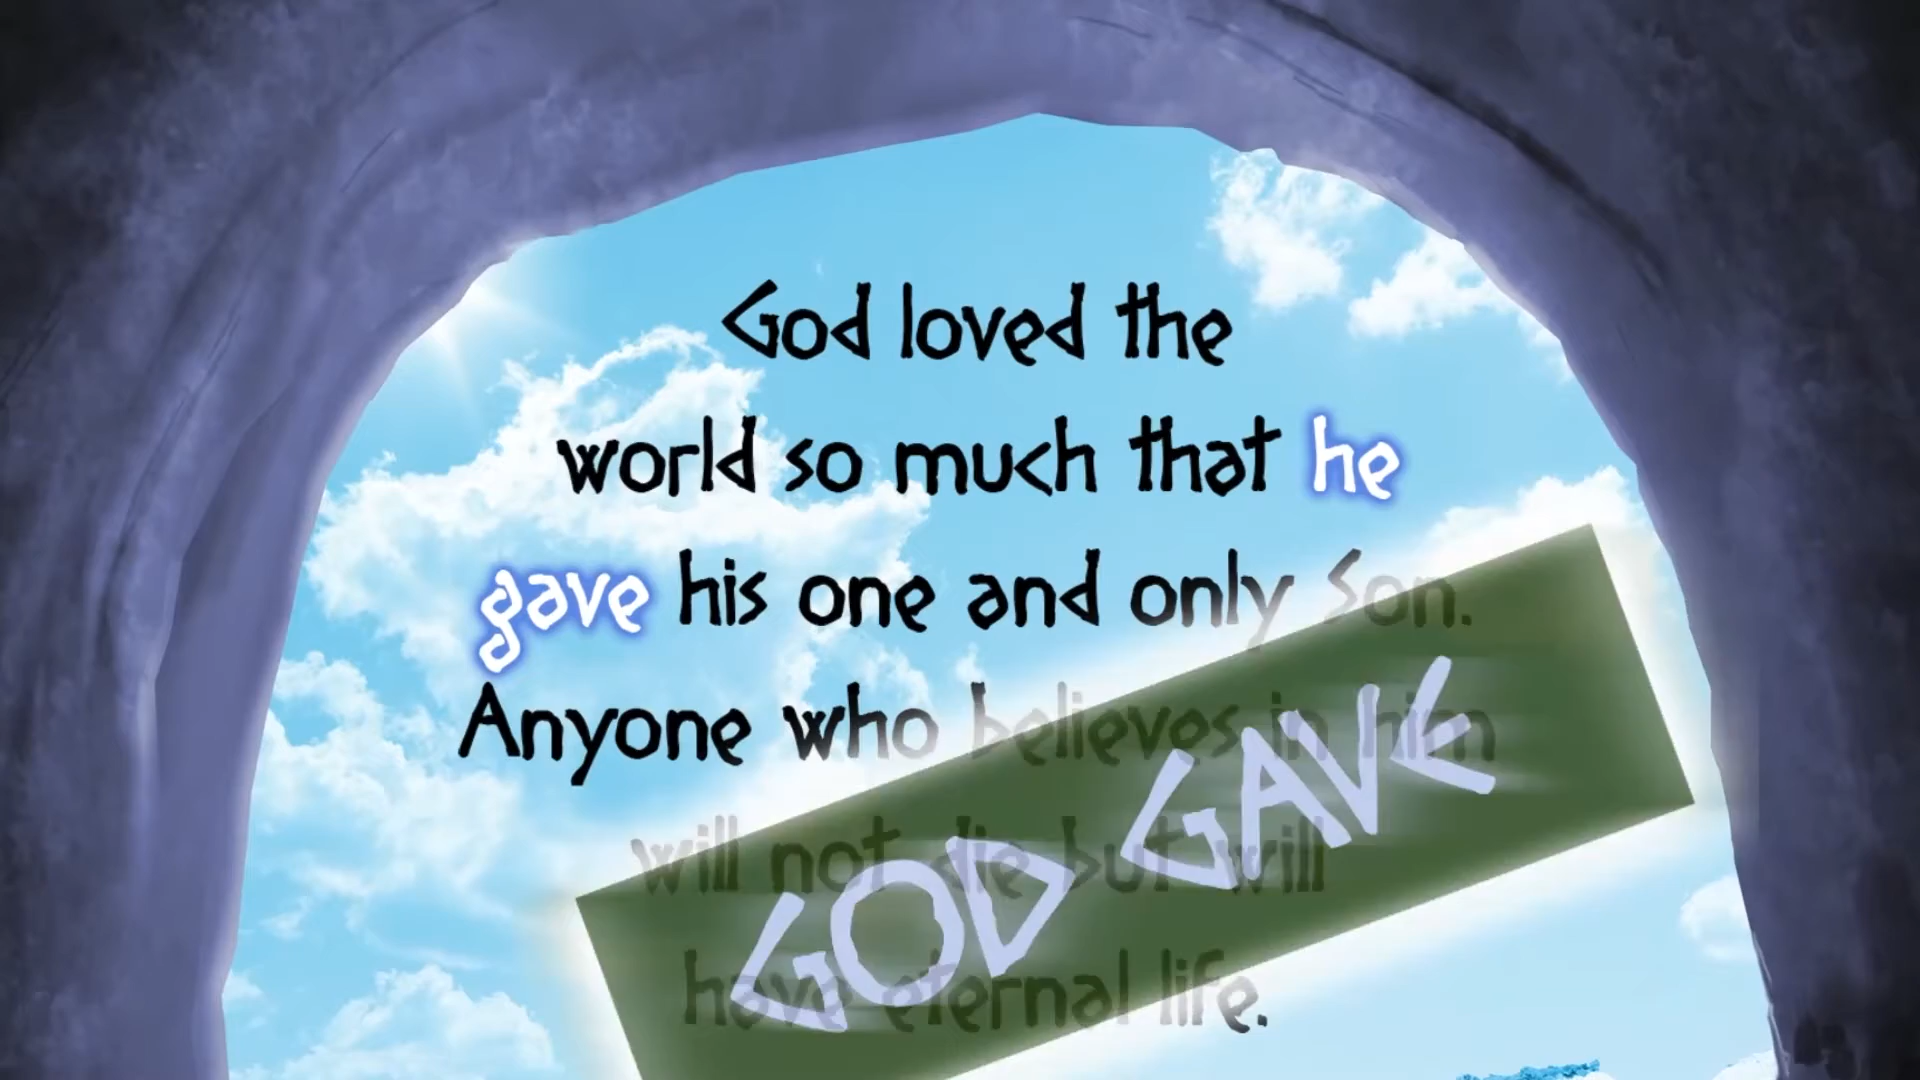 God loved the
world so much that he
gave his one and only Son.
Anyone who believes in him
will not die but will
have eternal life.
GOD GAVE